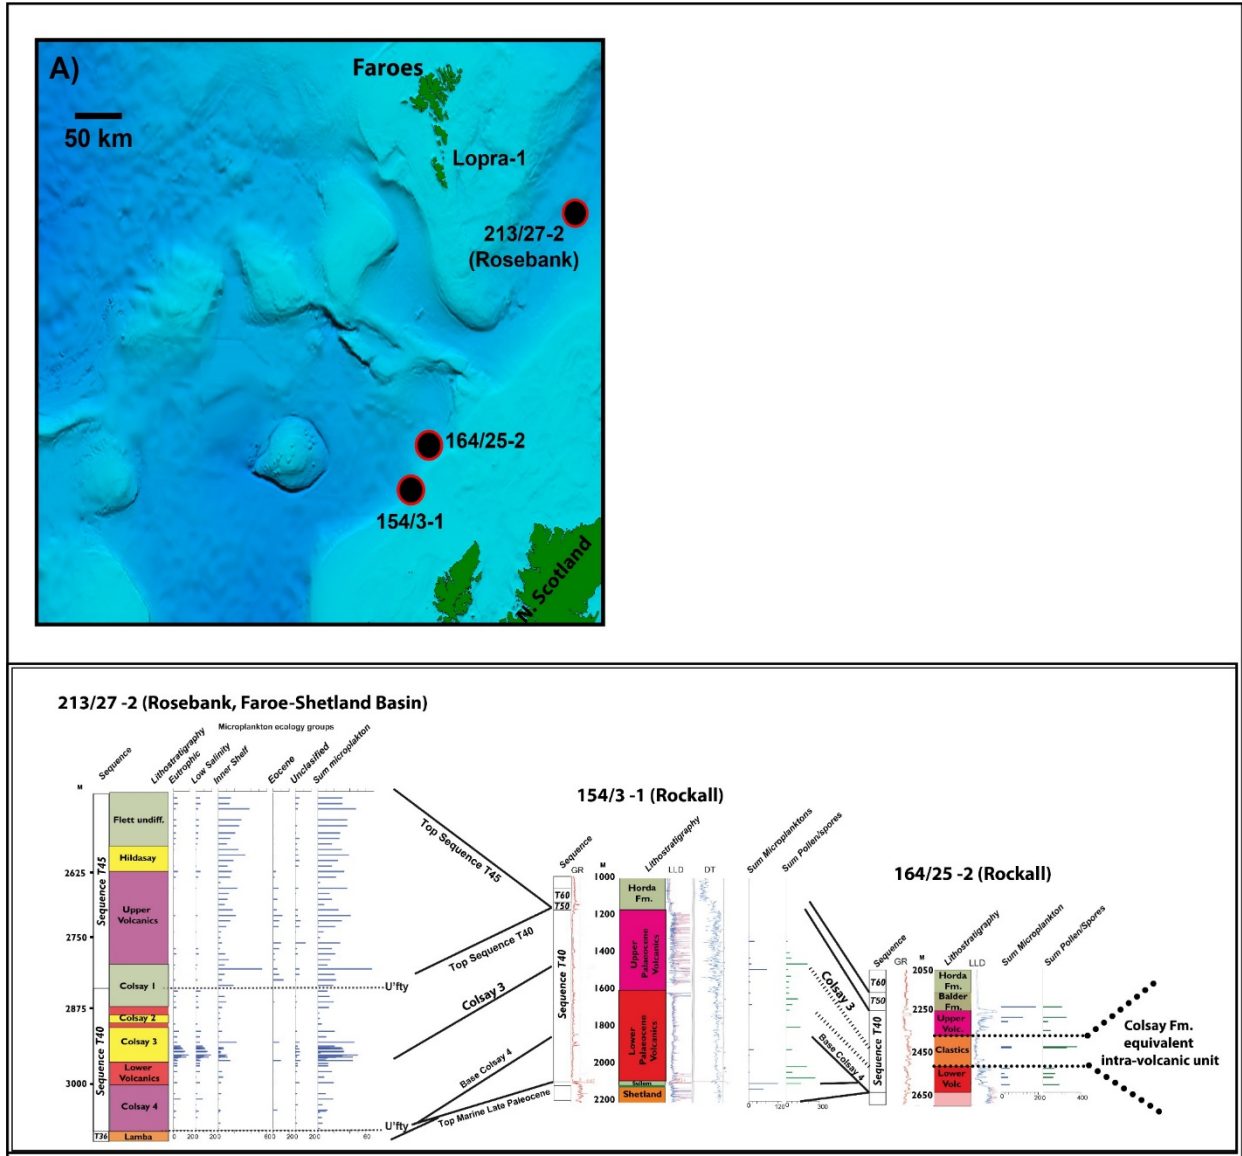 A)
50 km
Faroes
Lopra-1
213/27-2
(Rosebank)
164/25-2
154/3-1
N. Scotland
213/27 -2 (Rosebank, Faroe-Shetland Basin)
Microplankton ecology groups
M
Sequence
Lithostratigraphy
Eutrophic
Low Salinity
Inner Shelf
Eocene
Unclassified
Sum microplakton
Flett undiff.
Hildasay
Upper
Volcanics
Colsay 1
Colsay 2
Colsay 3
Lower
Volcanics
Colsay 4
Lamba
Sequence T45
Sequence T40
T36
2625
2750
2875
3000
U'fty
U'fty
Top Sequence T45
Top Sequence T40
Colsay 3
Base Colsay 4
Top Marine Late Paleocene
154/3 -1 (Rockall)
Sequence
GR
M
Lithostratigraphy
LLD
DT
Sum Microplanktons
Sum Pollen/spores
T60
T50
Sequence T40
1000
1200
1400
1600
1800
2000
2200
Horda
Fm.
Upper
Palaeocene
Volcanics
Lower
Palaeocene
Volcanics
Shetland
0
120
300
Colsay 3
Base Colsay 4
164/25 -2 (Rockall)
Sequence
GR
M
Lithostratigraphy
LLD
Sum Microplankton
Sum Pollen/Spores
T60
T50
Sequence T40
2050
2250
2450
2650
Horda
Fm.
Balder
Fm.
Upper
Volc.
Clastics
Lower
Volc
0
200
400
Colsay Fm.
equivalent
intra-volcanic unit